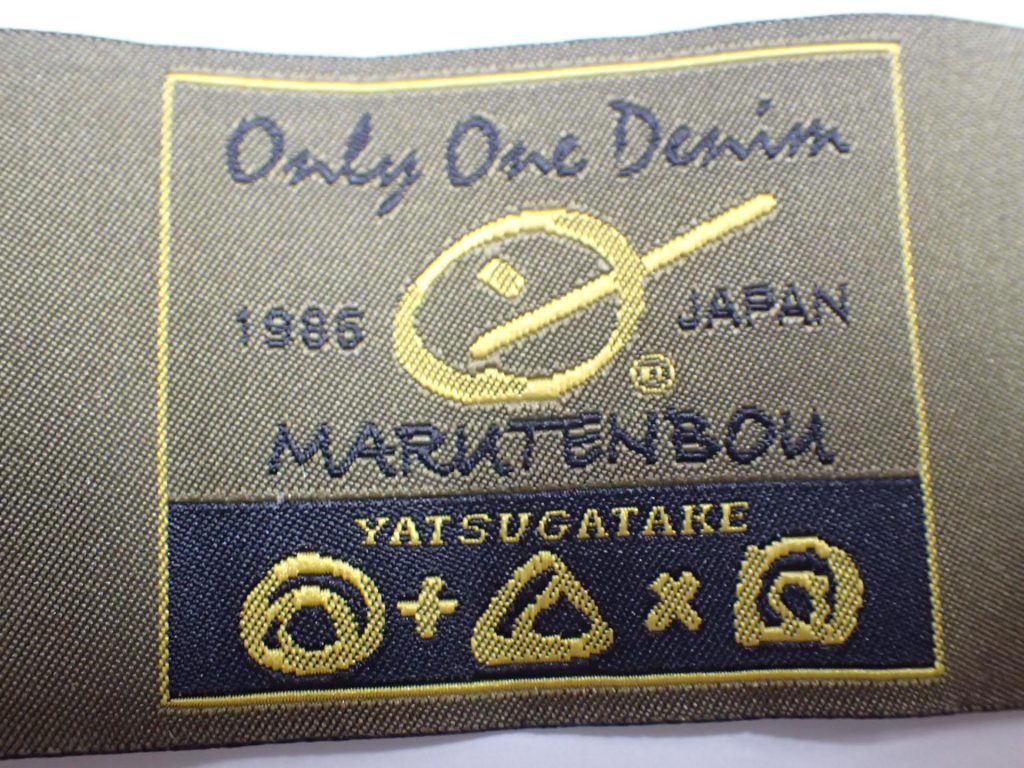 Only One Denim
1986 JAPAN
®
MARUTENBOU
YATSUGATAKE
+ ×